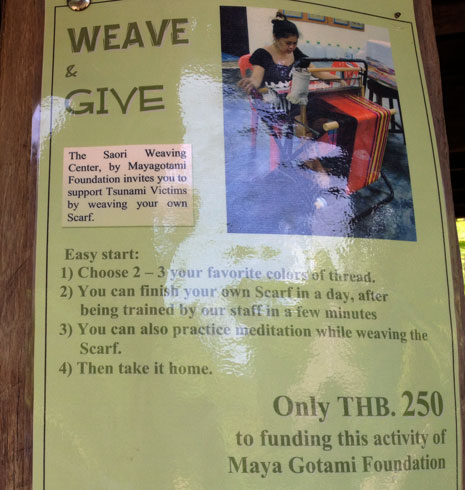 WEAVE
&
GIVE
The Saori Weaving
Center, by Mayagotami
Foundation invites you to
support Tsunami Victims
by weaving your own
Scarf.
Easy start:
1) Choose 2 – 3 your favorite colors of thread.
2) You can finish your own Scarf in a day, after
being trained by our staff in a few minutes
3) You can also practice meditation while weaving the
Scarf.
4) Then take it home.
Only THB. 250
to funding this activity of
Maya Gotami Foundation